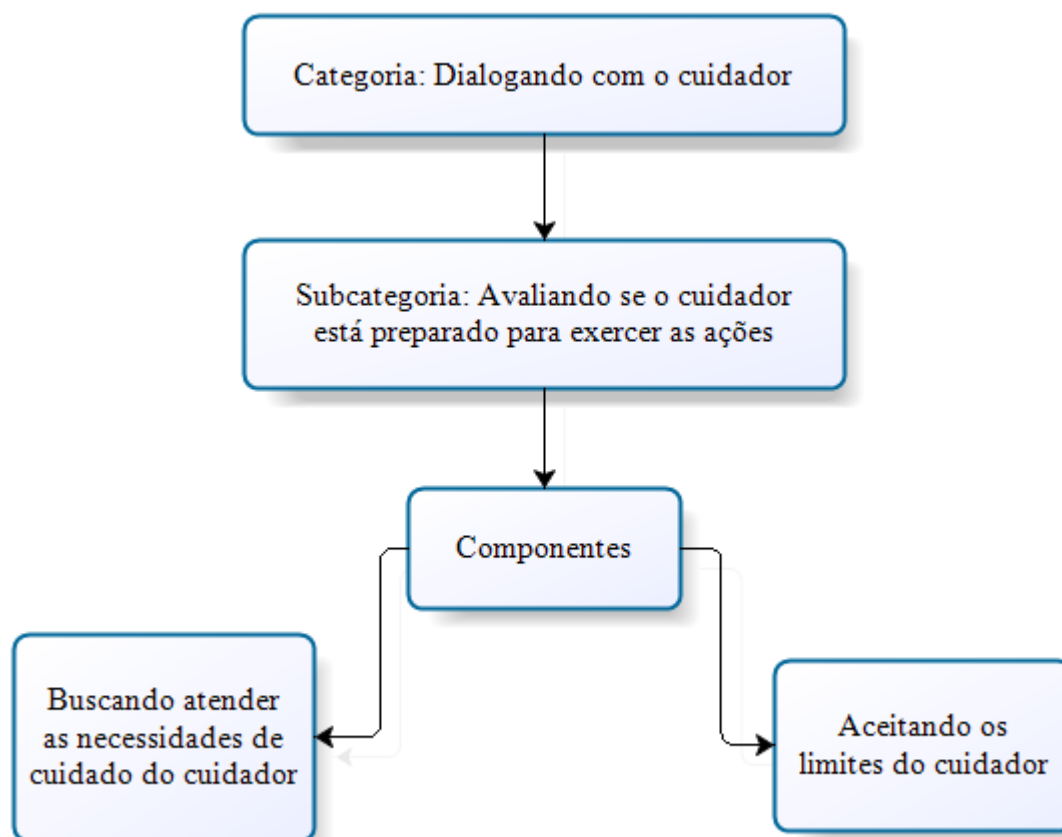 Categoria: Dialogando com o cuidador
Subcategoria: Avaliando se o cuidador
está preparado para exercer as ações
Componentes
Buscando atender
as necessidades de
cuidado do cuidador
Aceitando os
limites do cuidador